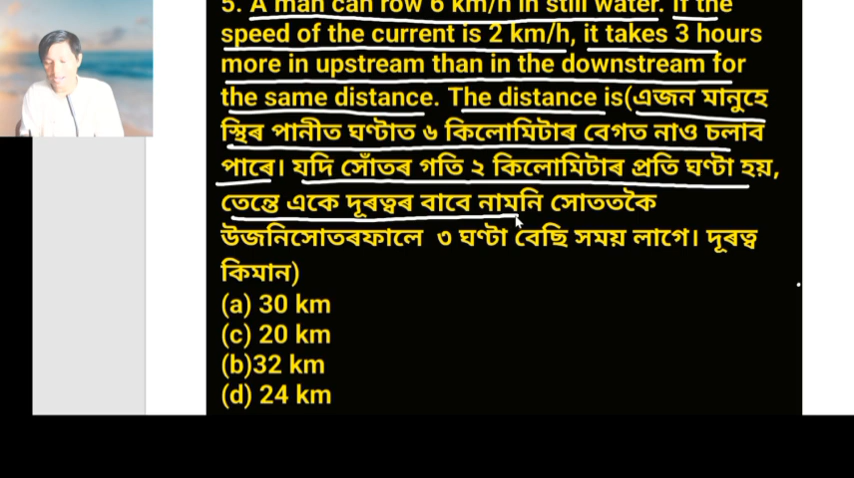 5. A man can row 6 km/h in still water. If the
speed of the current is 2 km/h, it takes 3 hours
more in upstream than in the downstream for
the same distance. The distance is(এজন মানুহে
স্থিৰ পানীত ঘণ্টাত ৬ কিলোমিটাৰ বেগত নাও চলাব
পাৰে। যদি সোঁতৰ গতি ২ কিলোমিটাৰ প্ৰতি ঘণ্টা হয়,
তেন্তে একে দূৰত্বৰ বাবে নামনি সোততকৈ
উজনিসোতৰফালে ৩ ঘণ্টা বেছি সময় লাগে। দূৰত্ব
কিমান)
(a) 30 km
(c) 20 km
(b)32 km
(d) 24 km